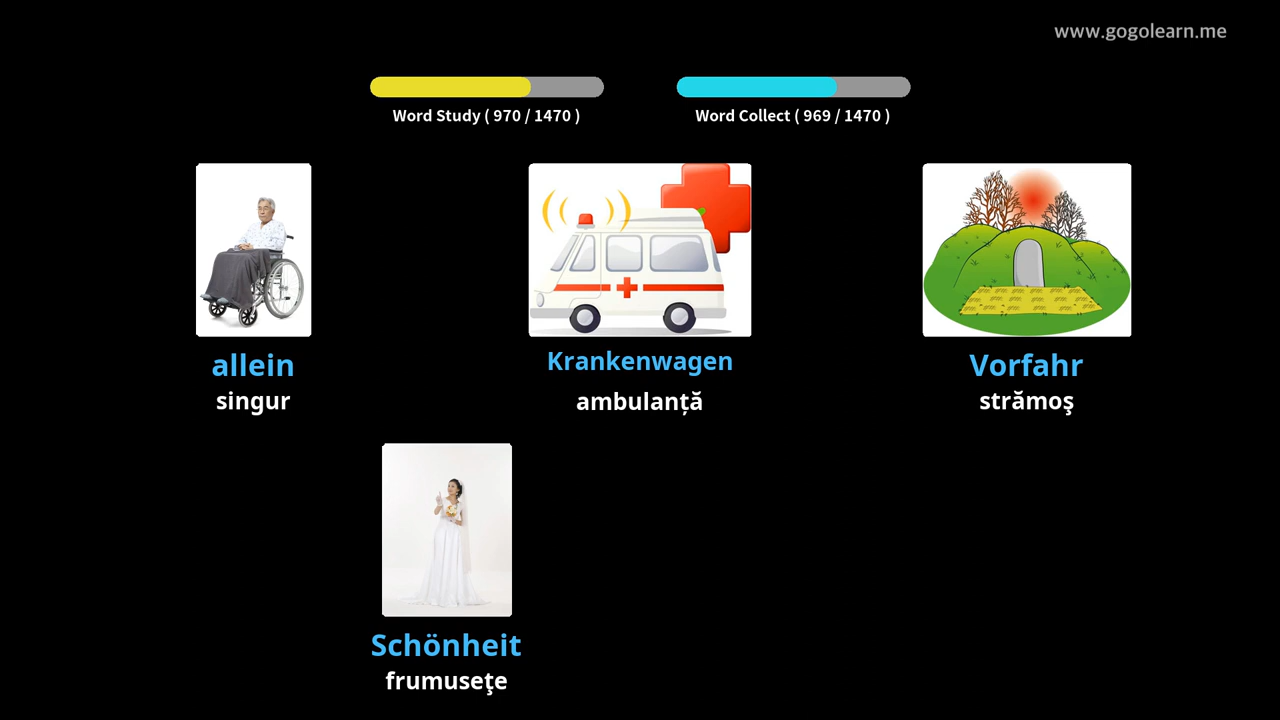 www.gogolearn.me
Word Study ( 970 / 1470 )
Word Collect ( 969 / 1470 )
allein
singur
Krankenwagen
ambulanță
Vorfahr
strămoş
Schönheit
frumuseţe